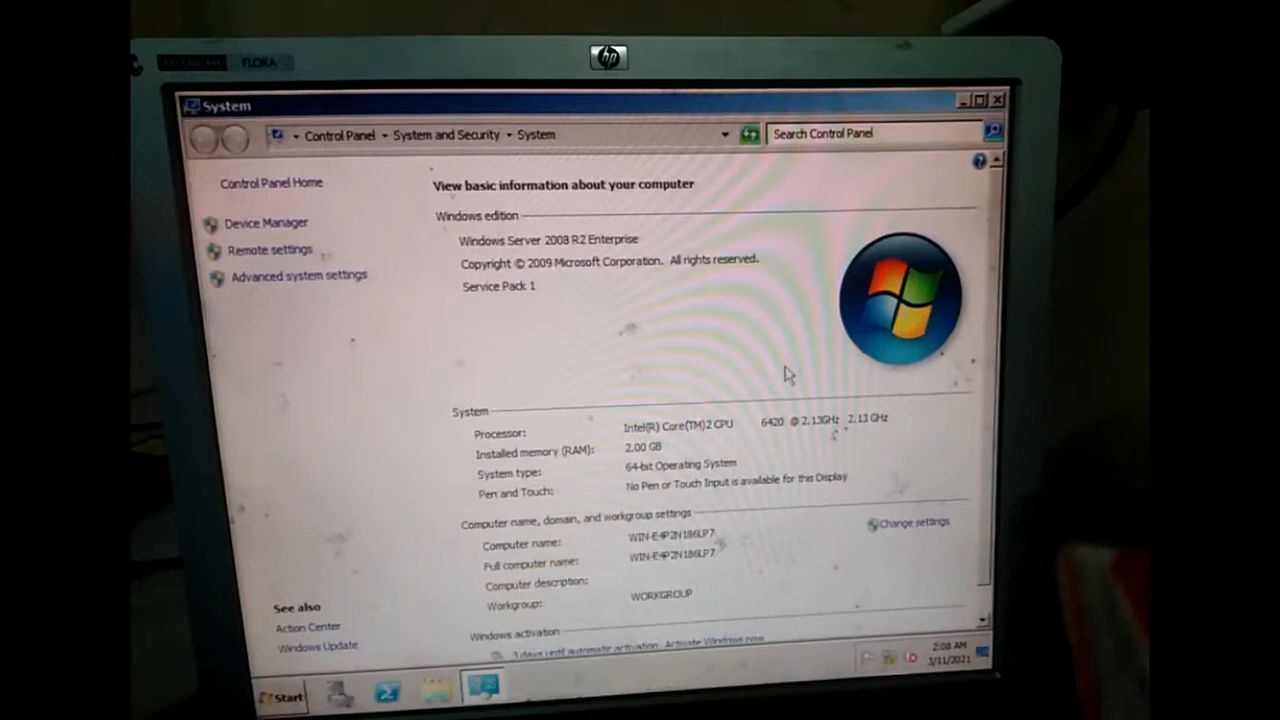 FLORA
hp
System
Control Panel System and Security System
Search Control Panel
Control Panel Home
Device Manager
Remote settings
Advanced system settings
View basic information about your computer
Windows edition
Windows Server 2008 R2 Enterprise
Copyright © 2009 Microsoft Corporation. All rights reserved.
Service Pack 1
System
Processor: Intel(R) Core(TM)2 CPU 6420 @ 2.13GHz 2.13 GHz
Installed memory (RAM): 2.00 GB
System type: 64-bit Operating System
Pen and Touch: No Pen or Touch Input is available for this Display
Computer name, domain, and workgroup settings
Computer name: WIN-E4P2N186LP7
Change settings
Full computer name: WIN-E4P2N186LP7
Computer description:
Workgroup: WORKGROUP
Windows activation
3 days until automatic activation. Activate Windows now
See also
Action Center
Windows Update
Start
2:08 AM
3/11/2021